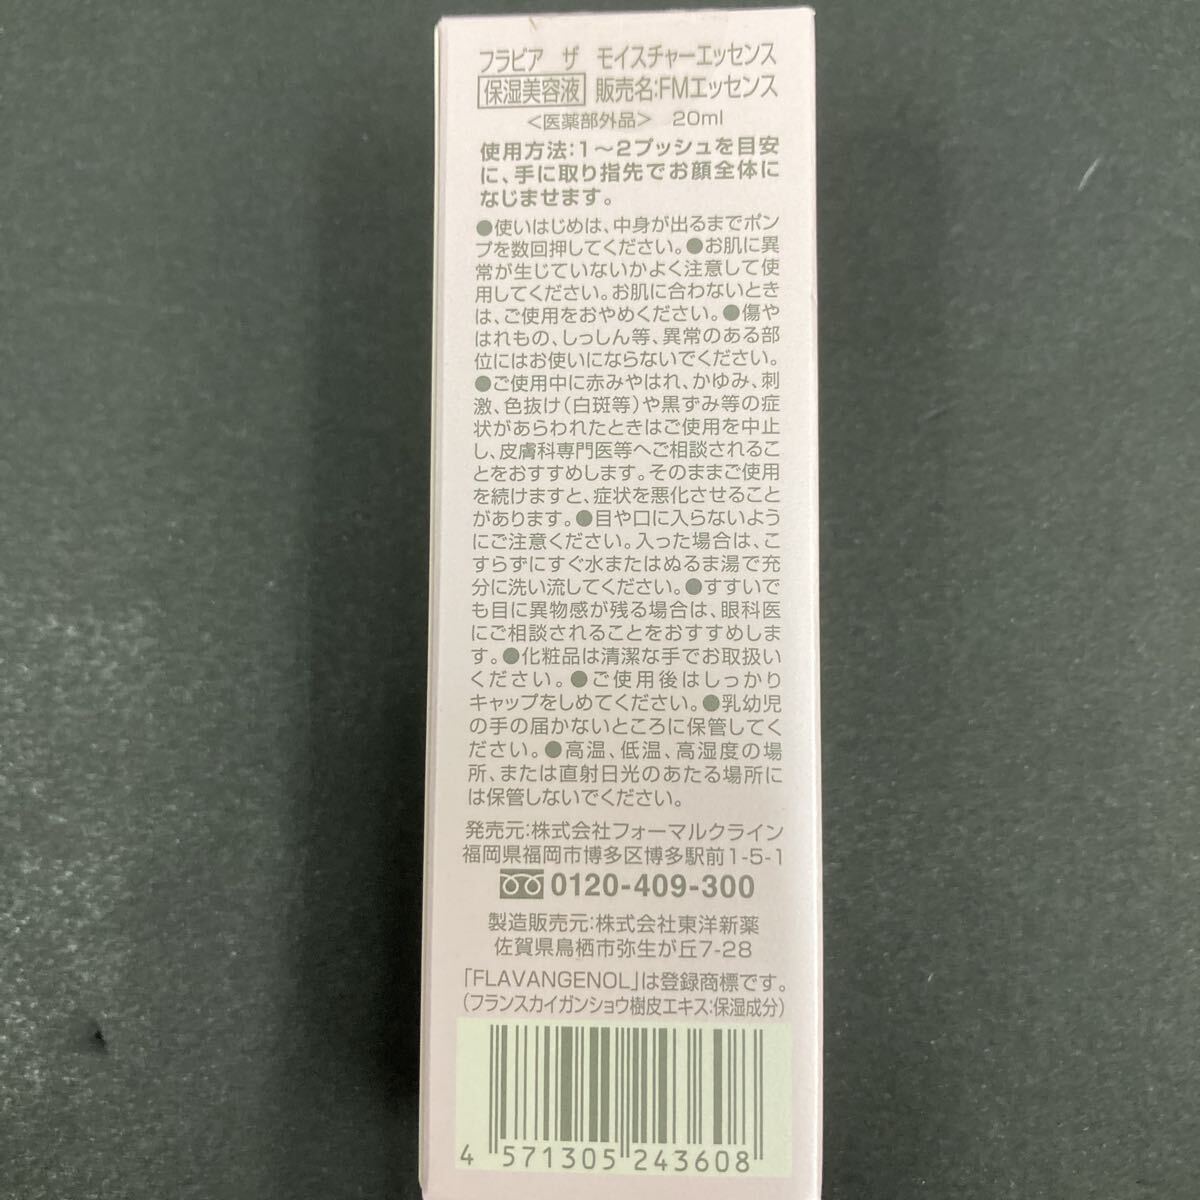 フラビア ザ モイスチャーエッセンス
保湿美容液 販売名:FMエッセンス
<医薬部外品> 20ml
使用方法:1〜2プッシュを目安
に、手に取り指先でお顔全体に
なじませます。
●使いはじめは、中身が出るまでポン
プを数回押してください。●お肌に異
常が生じていないかよく注意して使
用してください。お肌に合わないとき
は、ご使用をおやめください。●傷や
はれもの、しっしん等、異常のある部
位にはお使いにならないでください。
●ご使用中に赤みやはれ、かゆみ、刺
激、色抜け(白斑等)や黒ずみ等の症
状があらわれたときはご使用を中止
し、皮膚科専門医等へご相談されるこ
とをおすすめします。そのままご使用
を続けますと、症状を悪化させること
があります。●目や口に入らないよう
にご注意ください。入った場合は、こ
すらずにすぐ水またはぬるま湯で充
分に洗い流してください。●すすいで
も目に異物感が残る場合は、眼科医
にご相談されることをおすすめしま
す。●化粧品は清潔な手でお取扱い
ください。●ご使用後はしっかり
キャップをしめてください。●乳幼児
の手の届かないところに保管してく
ださい。●高温、低温、高湿度の場
所、または直射日光のあたる場所に
は保管しないでください。
発売元:株式会社フォーマルクライン
福岡県福岡市博多区博多駅前1-5-1
0120-409-300
製造販売元:株式会社東洋新薬
佐賀県鳥栖市弥生が丘7-28
「FLAVANGENOL」は登録商標です。
(フランスカイガンショウ樹皮エキス:保湿成分)
4 571305 243608